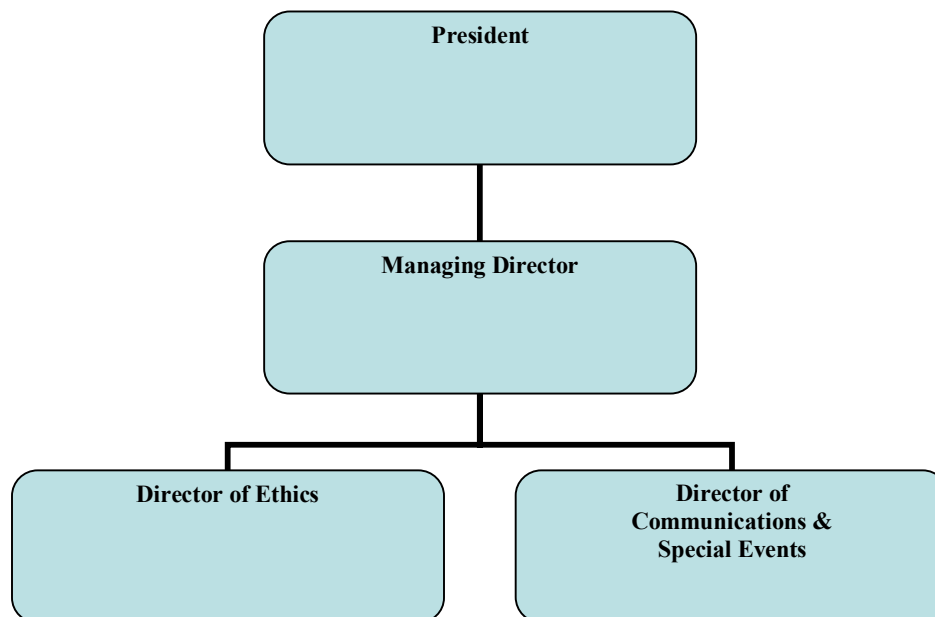 President
Managing Director
Director of Ethics
Director of
Communications &
Special Events